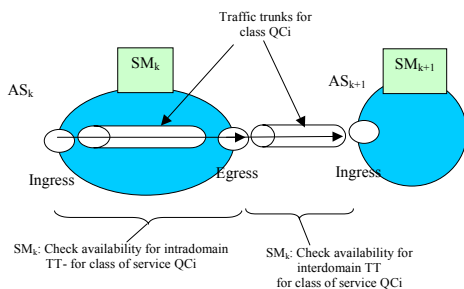 Traffic trunks for
class QCi
SMk
SMk+1
ASk
ASk+1
Ingress
Egress
Ingress
SMk: Check availability for intradomain
TT- for class of service QCi
SMk: Check availability for
interdomain TT
for class of service QCi